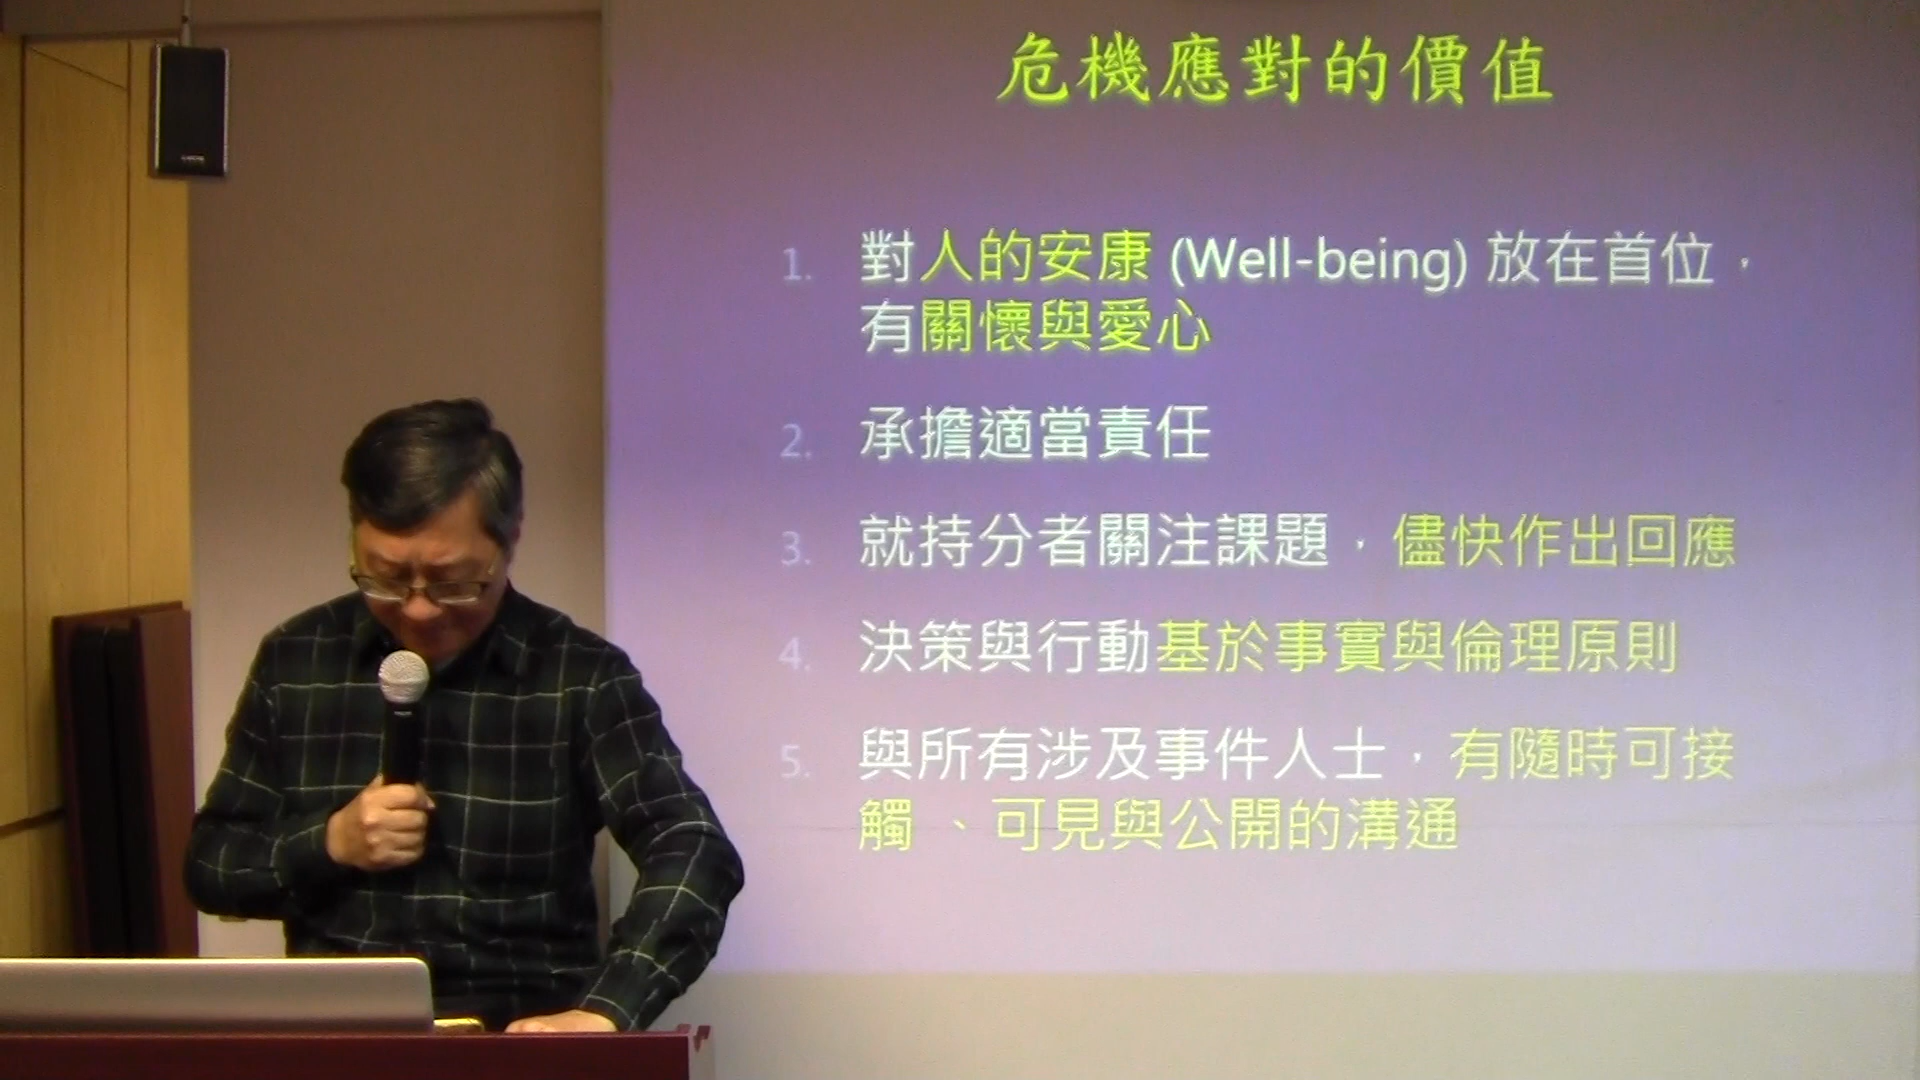 危機應對的價值
1. 對人的安康 (Well-being) 放在首位，
有關懷與愛心
2. 承擔適當責任
3. 就持分者關注課題，儘快作出回應
4. 決策與行動基於事實與倫理原則
5. 與所有涉及事件人士，有隨時可接
觸、可見與公開的溝通